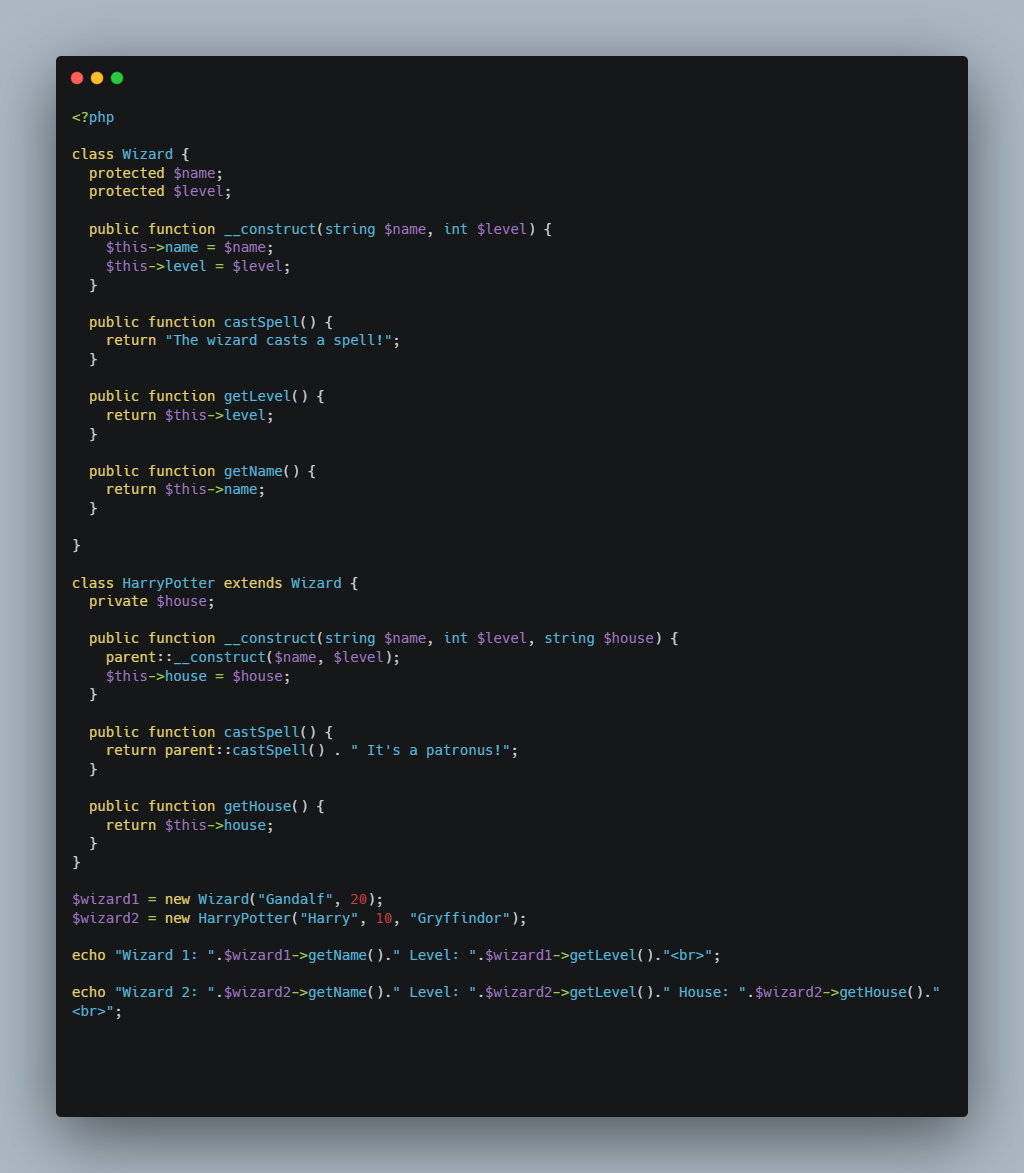 <?php

class Wizard {
  protected $name;
  protected $level;

  public function __construct(string $name, int $level) {
    $this->name = $name;
    $this->level = $level;
  }

  public function castSpell() {
    return "The wizard casts a spell!";
  }

  public function getLevel() {
    return $this->level;
  }

  public function getName() {
    return $this->name;
  }

}

class HarryPotter extends Wizard {
  private $house;

  public function __construct(string $name, int $level, string $house) {
    parent::__construct($name, $level);
    $this->house = $house;
  }

  public function castSpell() {
    return parent::castSpell() . " It's a patronus!";
  }

  public function getHouse() {
    return $this->house;
  }
}

$wizard1 = new Wizard("Gandalf", 20);
$wizard2 = new HarryPotter("Harry", 10, "Gryffindor");

echo "Wizard 1: ".$wizard1->getName()." Level: ".$wizard1->getLevel()."<br>";

echo "Wizard 2: ".$wizard2->getName()." Level: ".$wizard2->getLevel()." House: ".$wizard2->getHouse()."
<br>";